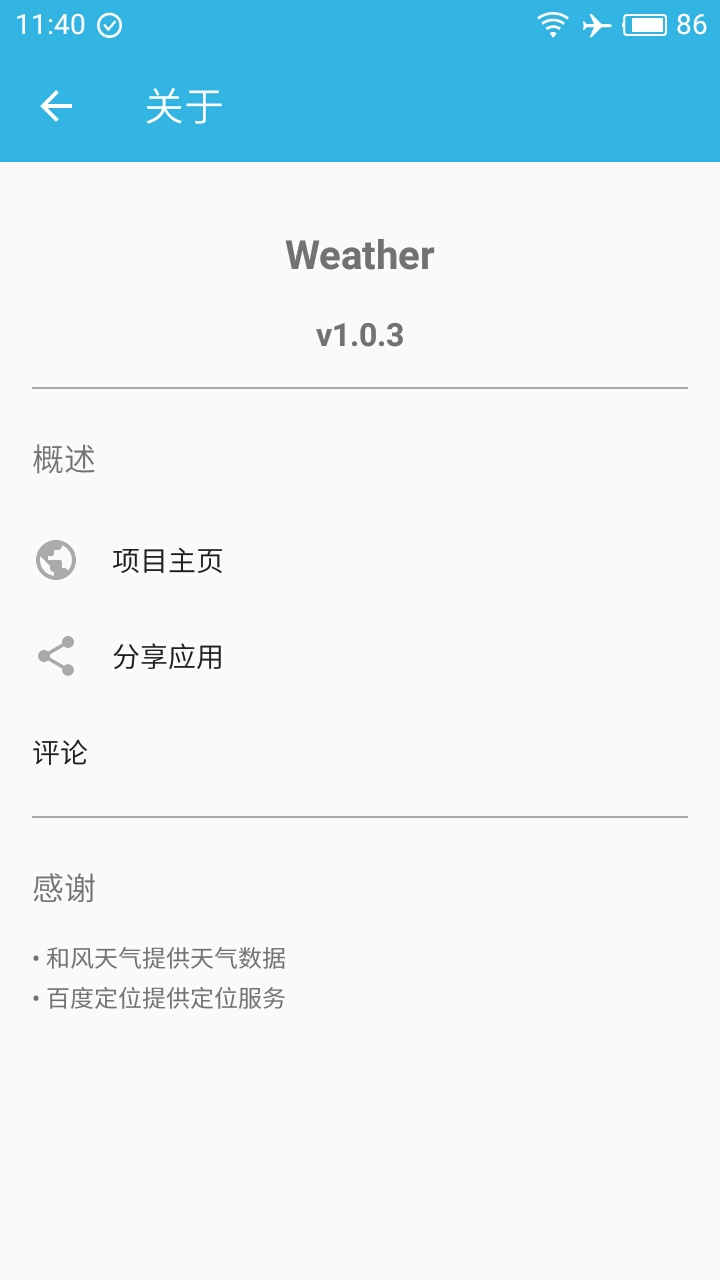 11:40 86
关于
Weather
v1.0.3
概述
项目主页
分享应用
评论
感谢
• 和风天气提供天气数据
• 百度定位提供定位服务